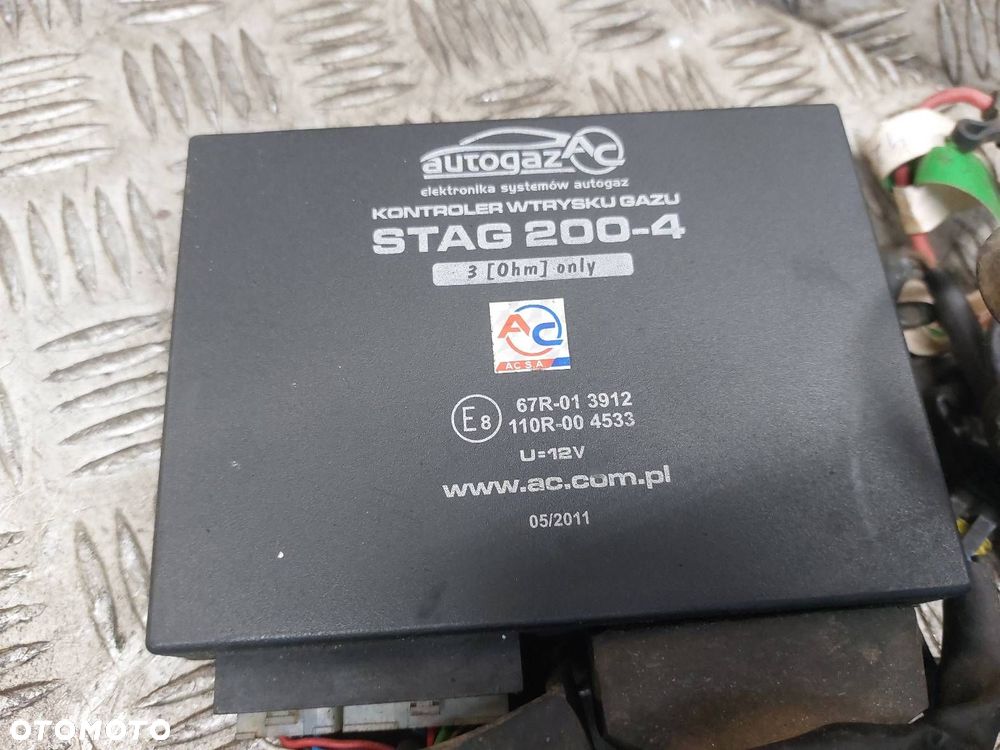 autogaz AC
elektronika systemów autogaz
KONTROLER WTRYSKU GAZU
STAG 200-4
3 [Ohm] only
AC
AC S.A.
E8
67R-01 3912
110R-00 4533
U=12V
www.ac.com.pl
05/2011
OTOMOTO